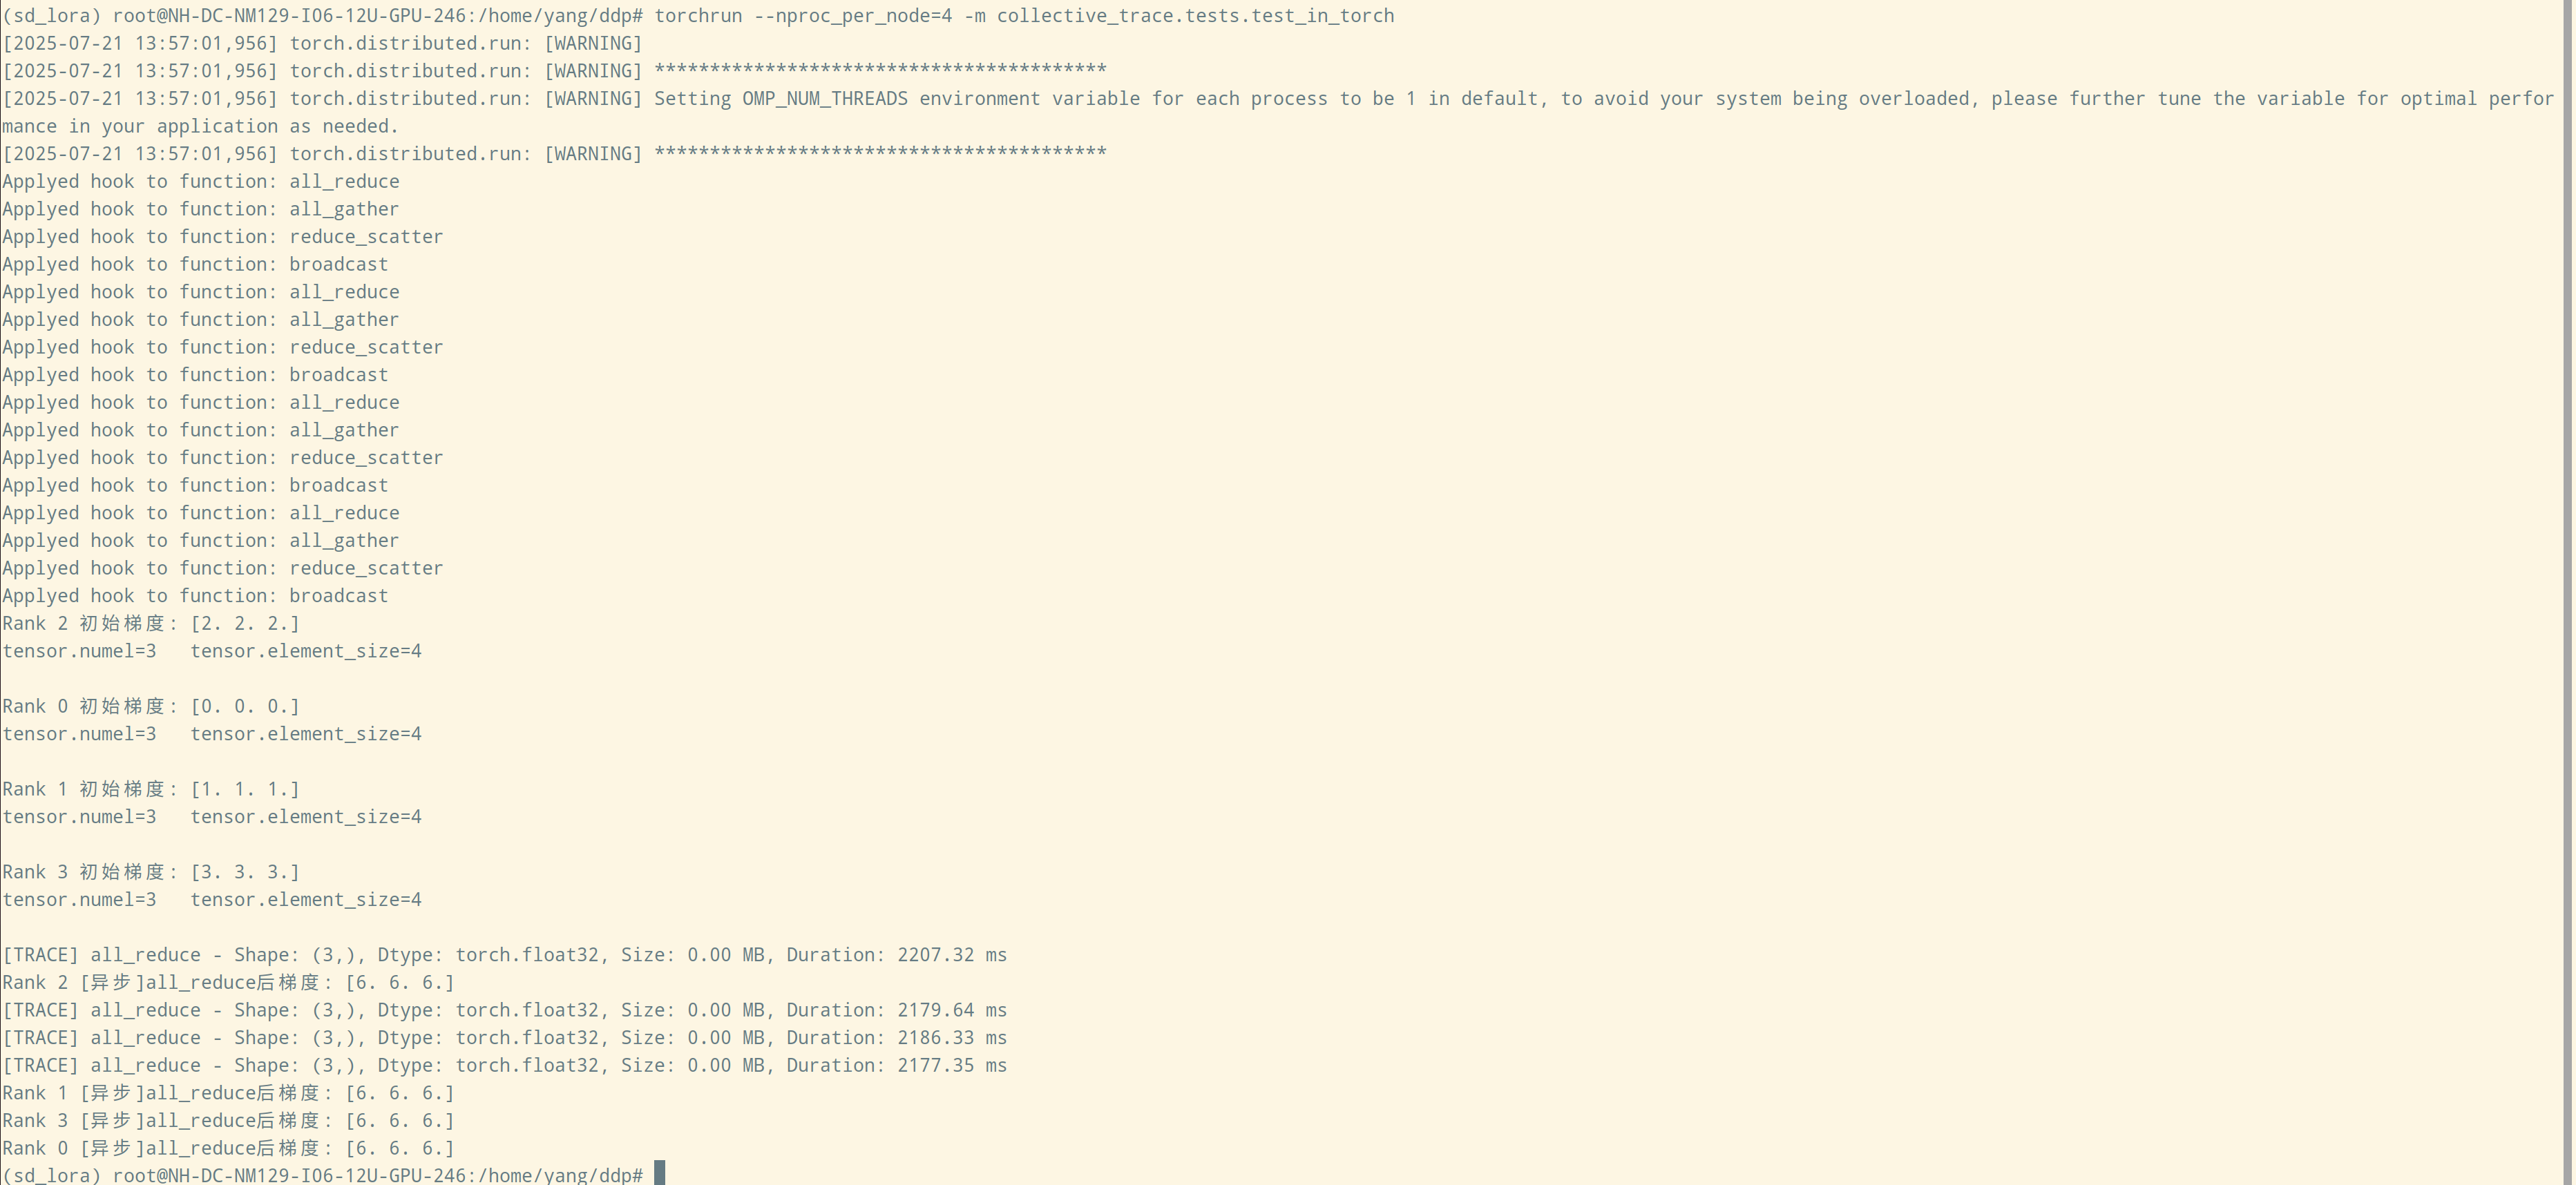 (sd_lora) root@NH-DC-NM129-I06-12U-GPU-246:/home/yang/ddp# torchrun --nproc_per_node=4 -m collective_trace.tests.test_in_torch
[2025-07-21 13:57:01,956] torch.distributed.run: [WARNING]
[2025-07-21 13:57:01,956] torch.distributed.run: [WARNING] *****************************************
[2025-07-21 13:57:01,956] torch.distributed.run: [WARNING] Setting OMP_NUM_THREADS environment variable for each process to be 1 in default, to avoid your system being overloaded, please further tune the variable for optimal perfor
mance in your application as needed.
[2025-07-21 13:57:01,956] torch.distributed.run: [WARNING] *****************************************
Applyed hook to function: all_reduce
Applyed hook to function: all_gather
Applyed hook to function: reduce_scatter
Applyed hook to function: broadcast
Applyed hook to function: all_reduce
Applyed hook to function: all_gather
Applyed hook to function: reduce_scatter
Applyed hook to function: broadcast
Applyed hook to function: all_reduce
Applyed hook to function: all_gather
Applyed hook to function: reduce_scatter
Applyed hook to function: broadcast
Applyed hook to function: all_reduce
Applyed hook to function: all_gather
Applyed hook to function: reduce_scatter
Applyed hook to function: broadcast
Rank 2 初始梯度: [2. 2. 2.]
tensor.numel=3   tensor.element_size=4
Rank 0 初始梯度: [0. 0. 0.]
tensor.numel=3   tensor.element_size=4
Rank 1 初始梯度: [1. 1. 1.]
tensor.numel=3   tensor.element_size=4
Rank 3 初始梯度: [3. 3. 3.]
tensor.numel=3   tensor.element_size=4
[TRACE] all_reduce - Shape: (3,), Dtype: torch.float32, Size: 0.00 MB, Duration: 2207.32 ms
Rank 2 [异步]all_reduce后梯度: [6. 6. 6.]
[TRACE] all_reduce - Shape: (3,), Dtype: torch.float32, Size: 0.00 MB, Duration: 2179.64 ms
[TRACE] all_reduce - Shape: (3,), Dtype: torch.float32, Size: 0.00 MB, Duration: 2186.33 ms
[TRACE] all_reduce - Shape: (3,), Dtype: torch.float32, Size: 0.00 MB, Duration: 2177.35 ms
Rank 1 [异步]all_reduce后梯度: [6. 6. 6.]
Rank 3 [异步]all_reduce后梯度: [6. 6. 6.]
Rank 0 [异步]all_reduce后梯度: [6. 6. 6.]
(sd_lora) root@NH-DC-NM129-I06-12U-GPU-246:/home/yang/ddp#